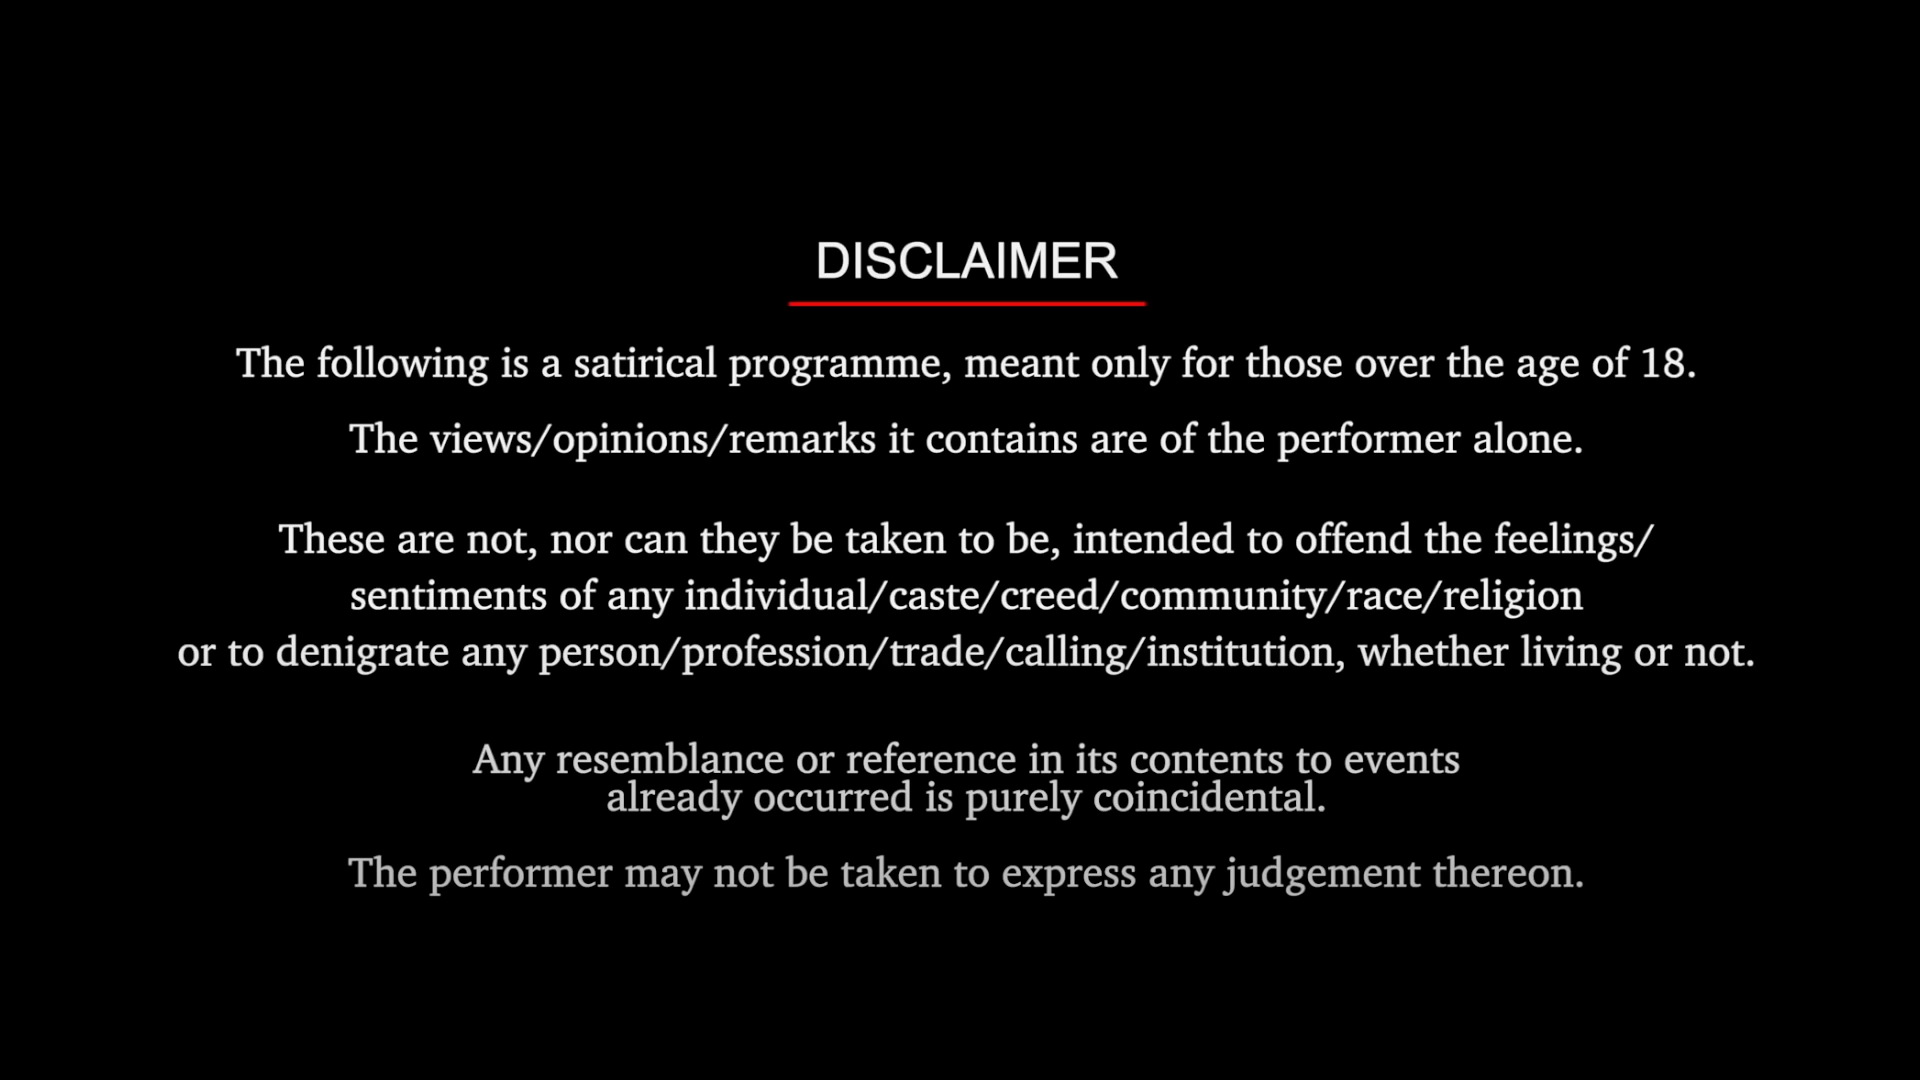 DISCLAIMER
The following is a satirical programme, meant only for those over the age of 18.
The views/opinions/remarks it contains are of the performer alone.
These are not, nor can they be taken to be, intended to offend the feelings/
sentiments of any individual/caste/creed/community/race/religion
or to denigrate any person/profession/trade/calling/institution, whether living or not.
Any resemblance or reference in its contents to events
already occurred is purely coincidental.
The performer may not be taken to express any judgement thereon.